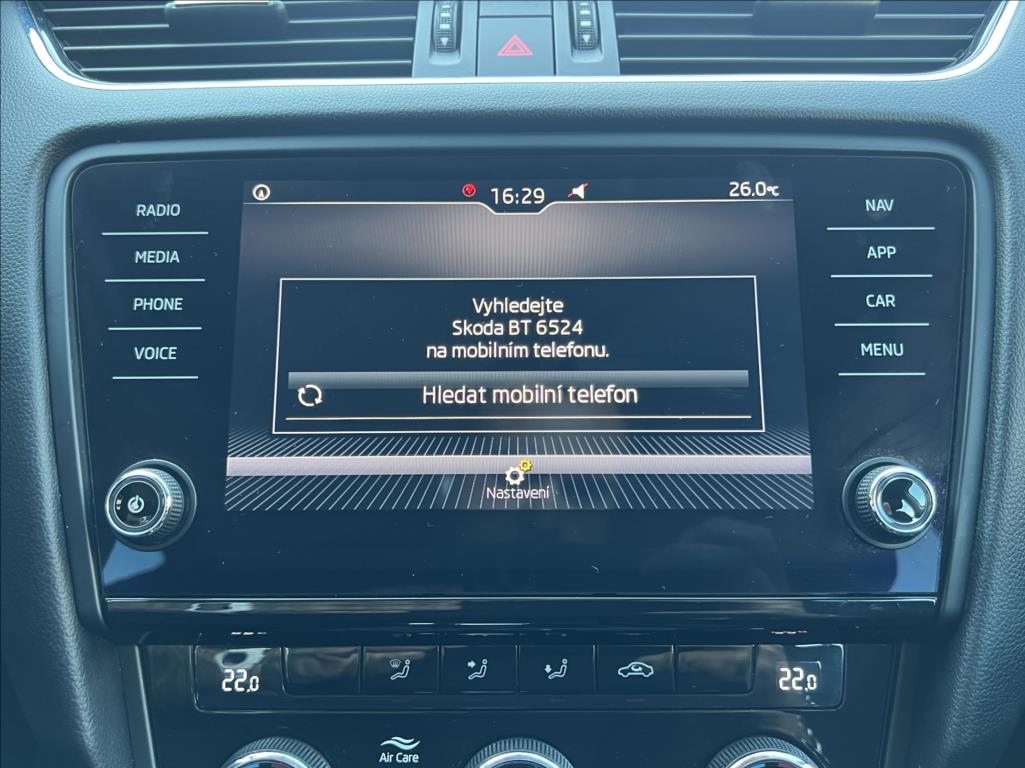 16:29
26.0°C
RADIO
MEDIA
PHONE
VOICE
NAV
APP
CAR
MENU
Vyhledejte
Skoda BT 6524
na mobilním telefonu.
Hledat mobilní telefon
Nastavení
22.0
22.0
Air Care